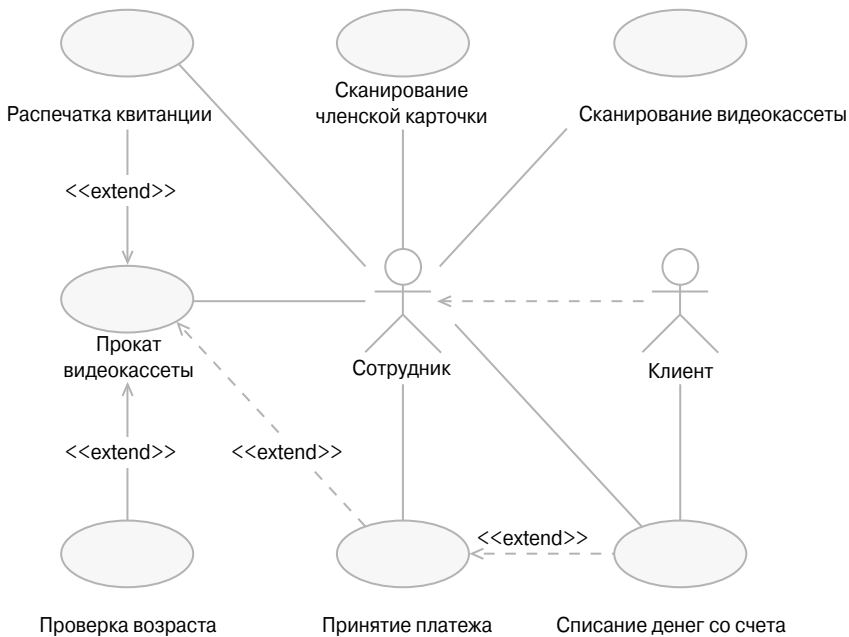 Сканирование
членской карточки
Распечатка квитанции
Сканирование видеокассеты
<<extend>>
Прокат
видеокассеты
Сотрудник
Клиент
<<extend>>
<<extend>>
<<extend>>
Проверка возраста
Принятие платежа
Списание денег со счета